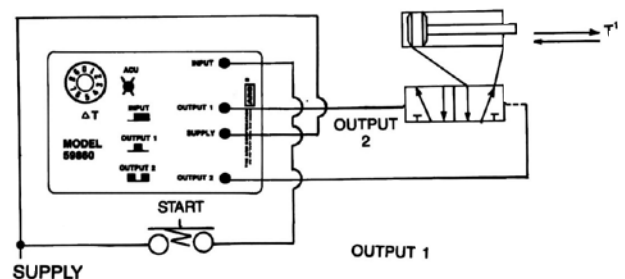 INPUT
ACU
ΔT
INPUT
OUTPUT 1
SUPPLY
MODEL
59860
OUTPUT 1
OUTPUT 2
OUTPUT 2
OUTPUT
2
T¹
START
OUTPUT 1
SUPPLY